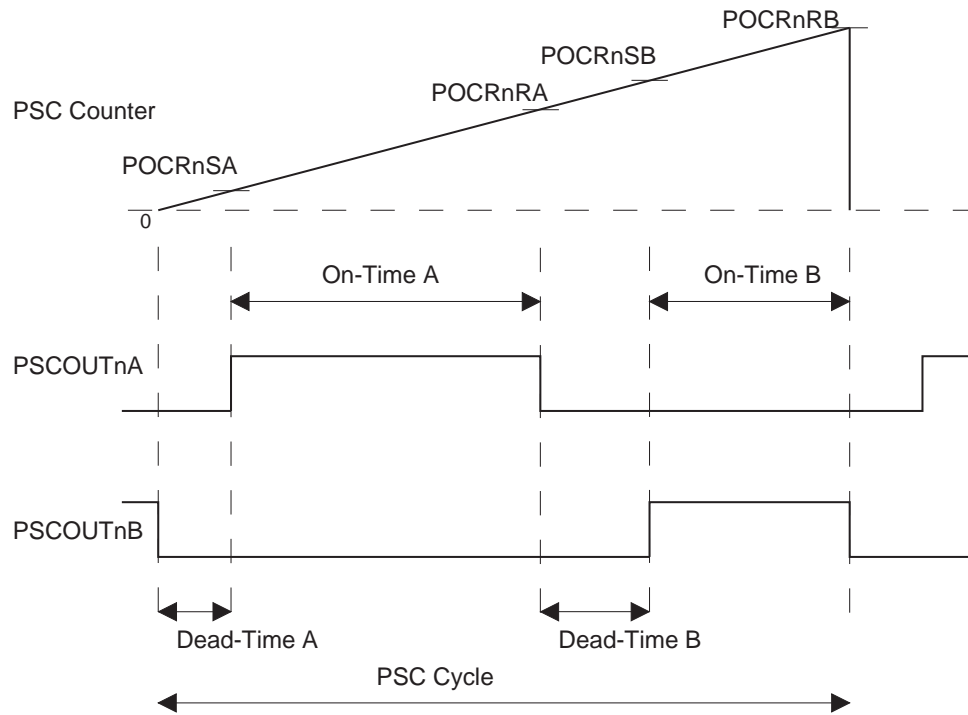 POCRnRB
POCRnSB
POCRnRA
PSC Counter
POCRnSA
0
On-Time A
On-Time B
PSCOUTnA
PSCOUTnB
Dead-Time A
Dead-Time B
PSC Cycle